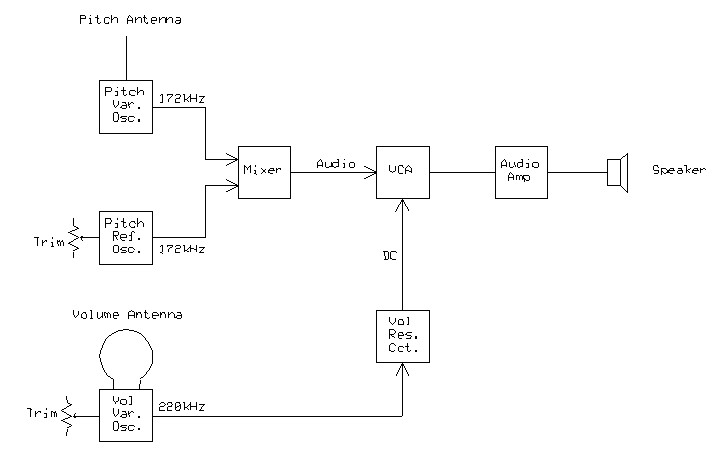 Pitch Antenna
Pitch
Var.
Osc.
172kHz
Mixer
Audio
VCA
Audio
Amp
Speaker
Trim
Pitch
Ref.
Osc.
172kHz
DC
Volume Antenna
Vol
Res.
Cct.
Trim
Vol
Var.
Osc.
220kHz